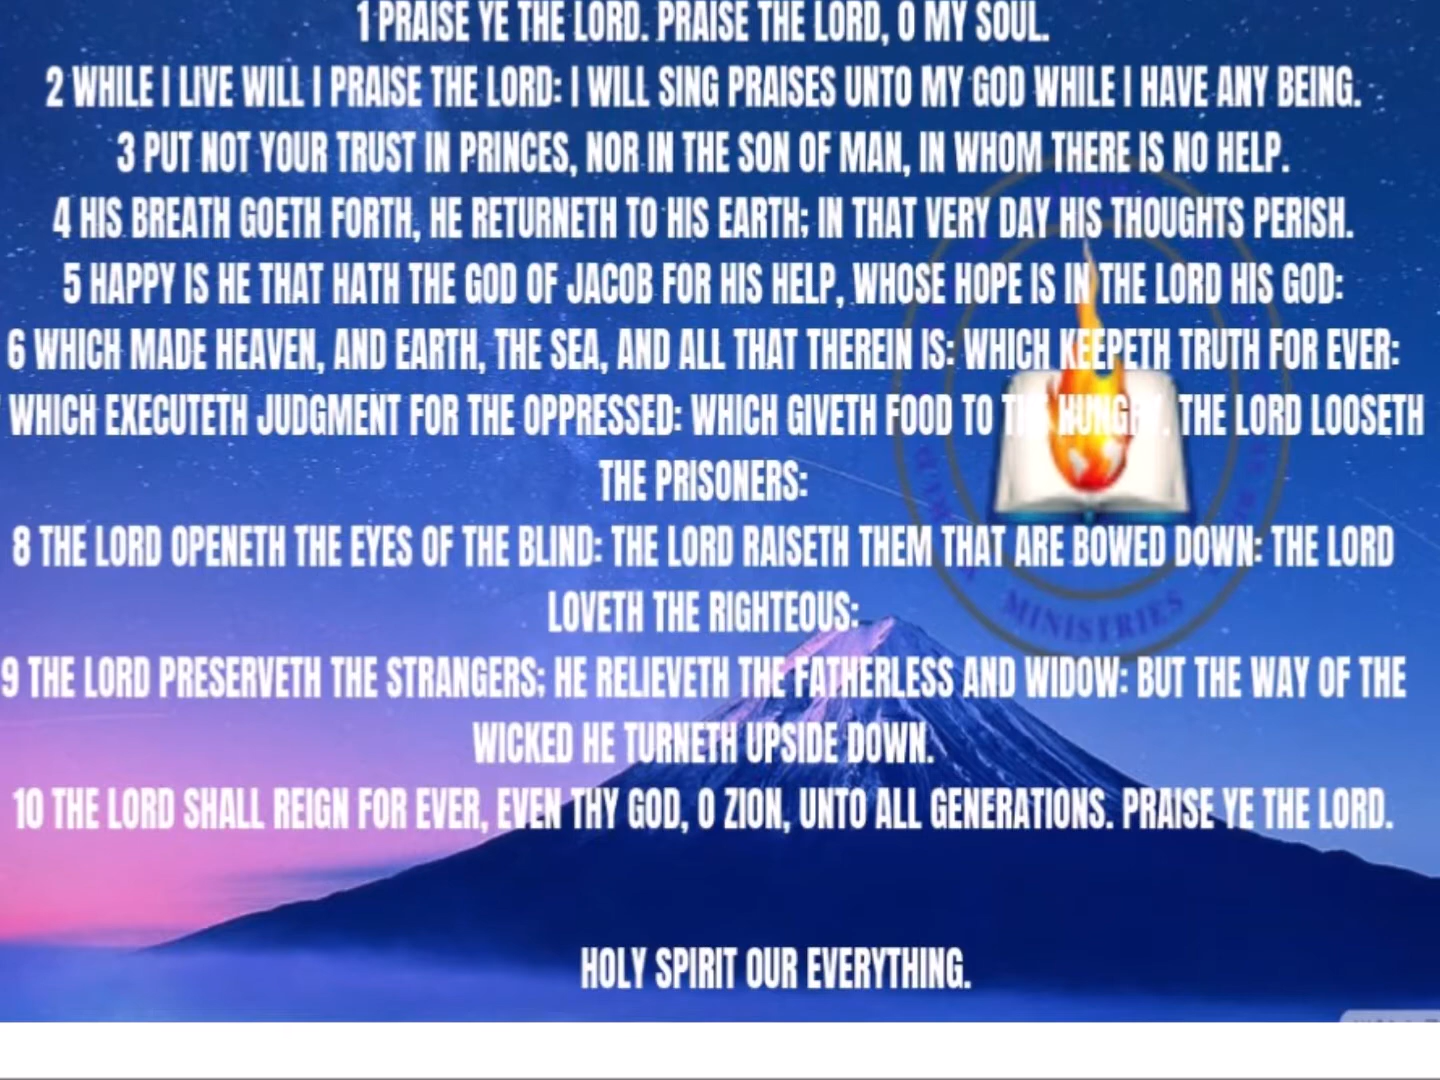 1 PRAISE YE THE LORD. PRAISE THE LORD, O MY SOUL.
2 WHILE I LIVE WILL I PRAISE THE LORD: I WILL SING PRAISES UNTO MY GOD WHILE I HAVE ANY BEING.
3 PUT NOT YOUR TRUST IN PRINCES, NOR IN THE SON OF MAN, IN WHOM THERE IS NO HELP.
4 HIS BREATH GOETH FORTH, HE RETURNETH TO HIS EARTH; IN THAT VERY DAY HIS THOUGHTS PERISH.
5 HAPPY IS HE THAT HATH THE GOD OF JACOB FOR HIS HELP, WHOSE HOPE IS IN THE LORD HIS GOD:
6 WHICH MADE HEAVEN, AND EARTH, THE SEA, AND ALL THAT THEREIN IS: WHICH KEEPETH TRUTH FOR EVER:
WHICH EXECUTETH JUDGMENT FOR THE OPPRESSED: WHICH GIVETH FOOD TO THE HUNGRY. THE LORD LOOSETH
THE PRISONERS:
8 THE LORD OPENETH THE EYES OF THE BLIND: THE LORD RAISETH THEM THAT ARE BOWED DOWN: THE LORD
LOVETH THE RIGHTEOUS:
9 THE LORD PRESERVETH THE STRANGERS; HE RELIEVETH THE FATHERLESS AND WIDOW: BUT THE WAY OF THE
WICKED HE TURNETH UPSIDE DOWN.
10 THE LORD SHALL REIGN FOR EVER, EVEN THY GOD, O ZION, UNTO ALL GENERATIONS. PRAISE YE THE LORD.
HOLY SPIRIT OUR EVERYTHING.
MINISTRIES